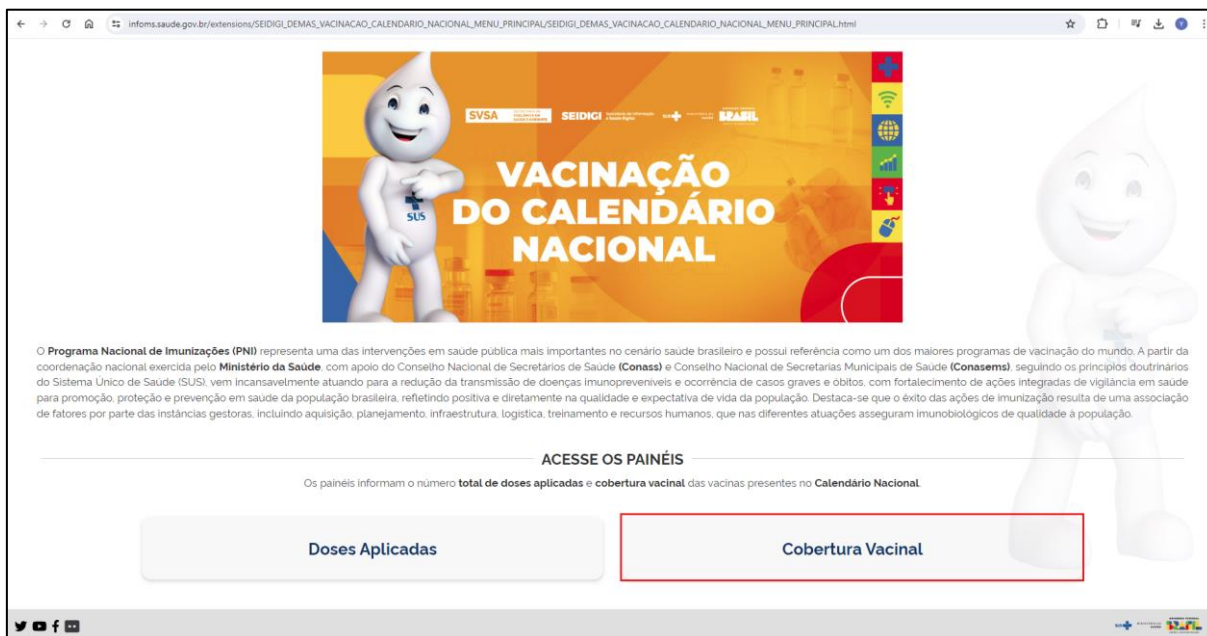 infoms.saude.gov.br/extensions/SEIDIGI_DEMAS_VACINACAO_CALENDARIO_NACIONAL_MENU_PRINCIPAL/SEIDIGI_DEMAS_VACINACAO_CALENDARIO_NACIONAL_MENU_PRINCIPAL.html
SVSA
SEIDIGI
BRASIL
VACINAÇÃO
DO CALENDÁRIO
NACIONAL
SUS
O Programa Nacional de Imunizações (PNI) representa uma das intervenções em saúde pública mais importantes no cenário saúde brasileiro e possui referência como um dos maiores programas de vacinação do mundo. A partir da
coordenação nacional exercida pelo Ministério da Saúde, com apoio do Conselho Nacional de Secretários de Saúde (Conass) e Conselho Nacional de Secretarias Municipais de Saúde (Conasems), seguindo os princípios doutrinários
do Sistema Único de Saúde (SUS), vem incansavelmente atuando para a redução da transmissão de doenças imunopreveníveis e ocorrência de casos graves e óbitos, com fortalecimento de ações integradas de vigilância em saúde
para promoção, proteção e prevenção em saúde da população brasileira, refletindo positiva e diretamente na qualidade e expectativa de vida da população. Destaca-se que o êxito das ações de imunização resulta de uma associação
de fatores por parte das instâncias gestoras, incluindo aquisição, planejamento, infraestrutura, logística, treinamento e recursos humanos, que nas diferentes atuações asseguram imunobiológicos de qualidade à população.
ACESSE OS PAINÉIS
Os painéis informam o número total de doses aplicadas e cobertura vacinal das vacinas presentes no Calendário Nacional.
Doses Aplicadas
Cobertura Vacinal